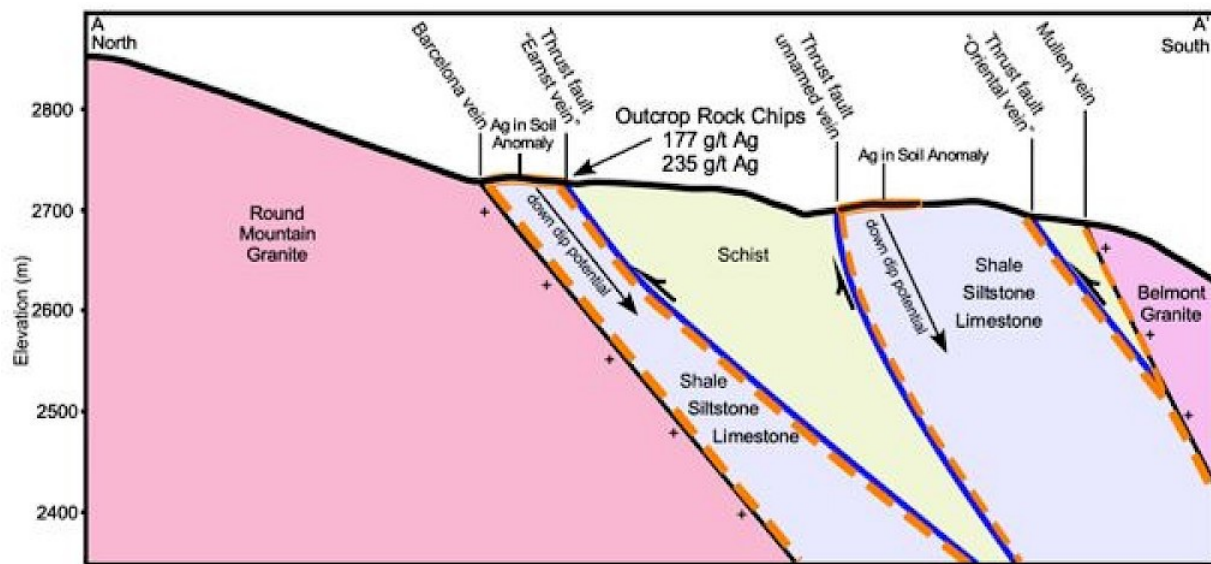 A
North
A'
South
Barcelona vein
Thrust fault
"Earnst vein"
Thrust fault
unnamed vein
Thrust fault
"Oriental vein"
Mullen vein
Ag in Soil
Anomaly
Outcrop Rock Chips
177 g/t Ag
235 g/t Ag
Ag in Soil Anomaly
Elevation (m)
2800
2700
2600
2500
2400
Round
Mountain
Granite
down dip potential
Schist
down dip potential
Shale
Siltstone
Limestone
Belmont
Granite
Shale
Siltstone
Limestone